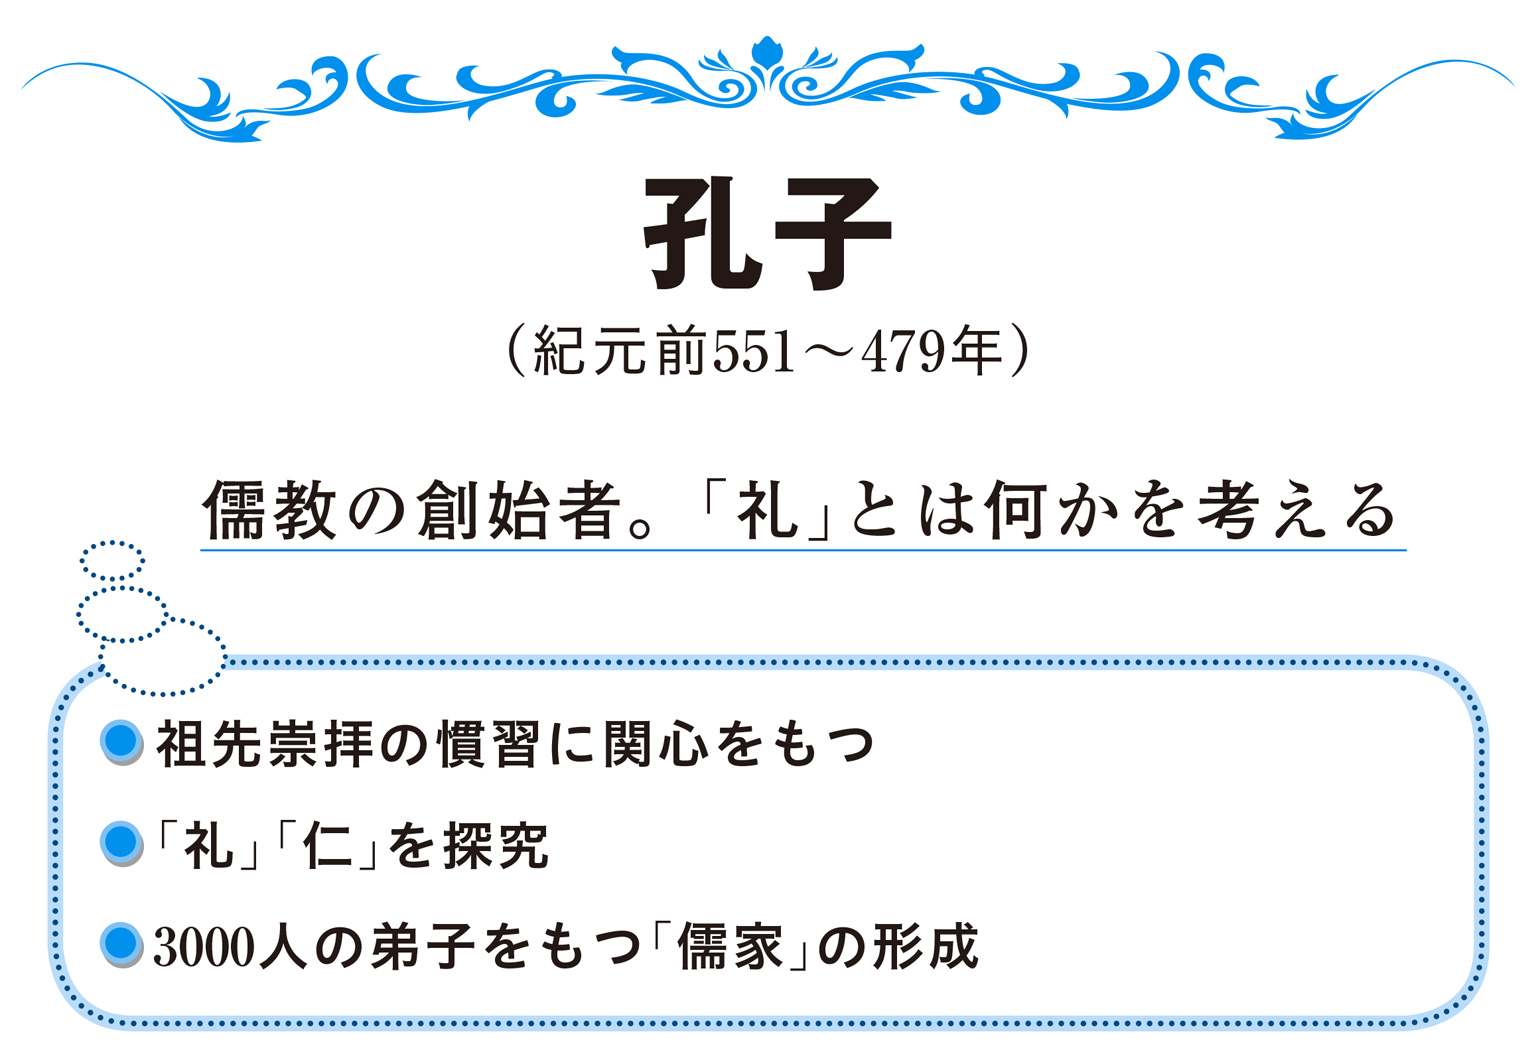 孔子
（紀元前551〜479年）
儒教の創始者。「礼」とは何かを考える
祖先崇拝の慣習に関心をもつ
「礼」「仁」を探究
3000人の弟子をもつ「儒家」の形成